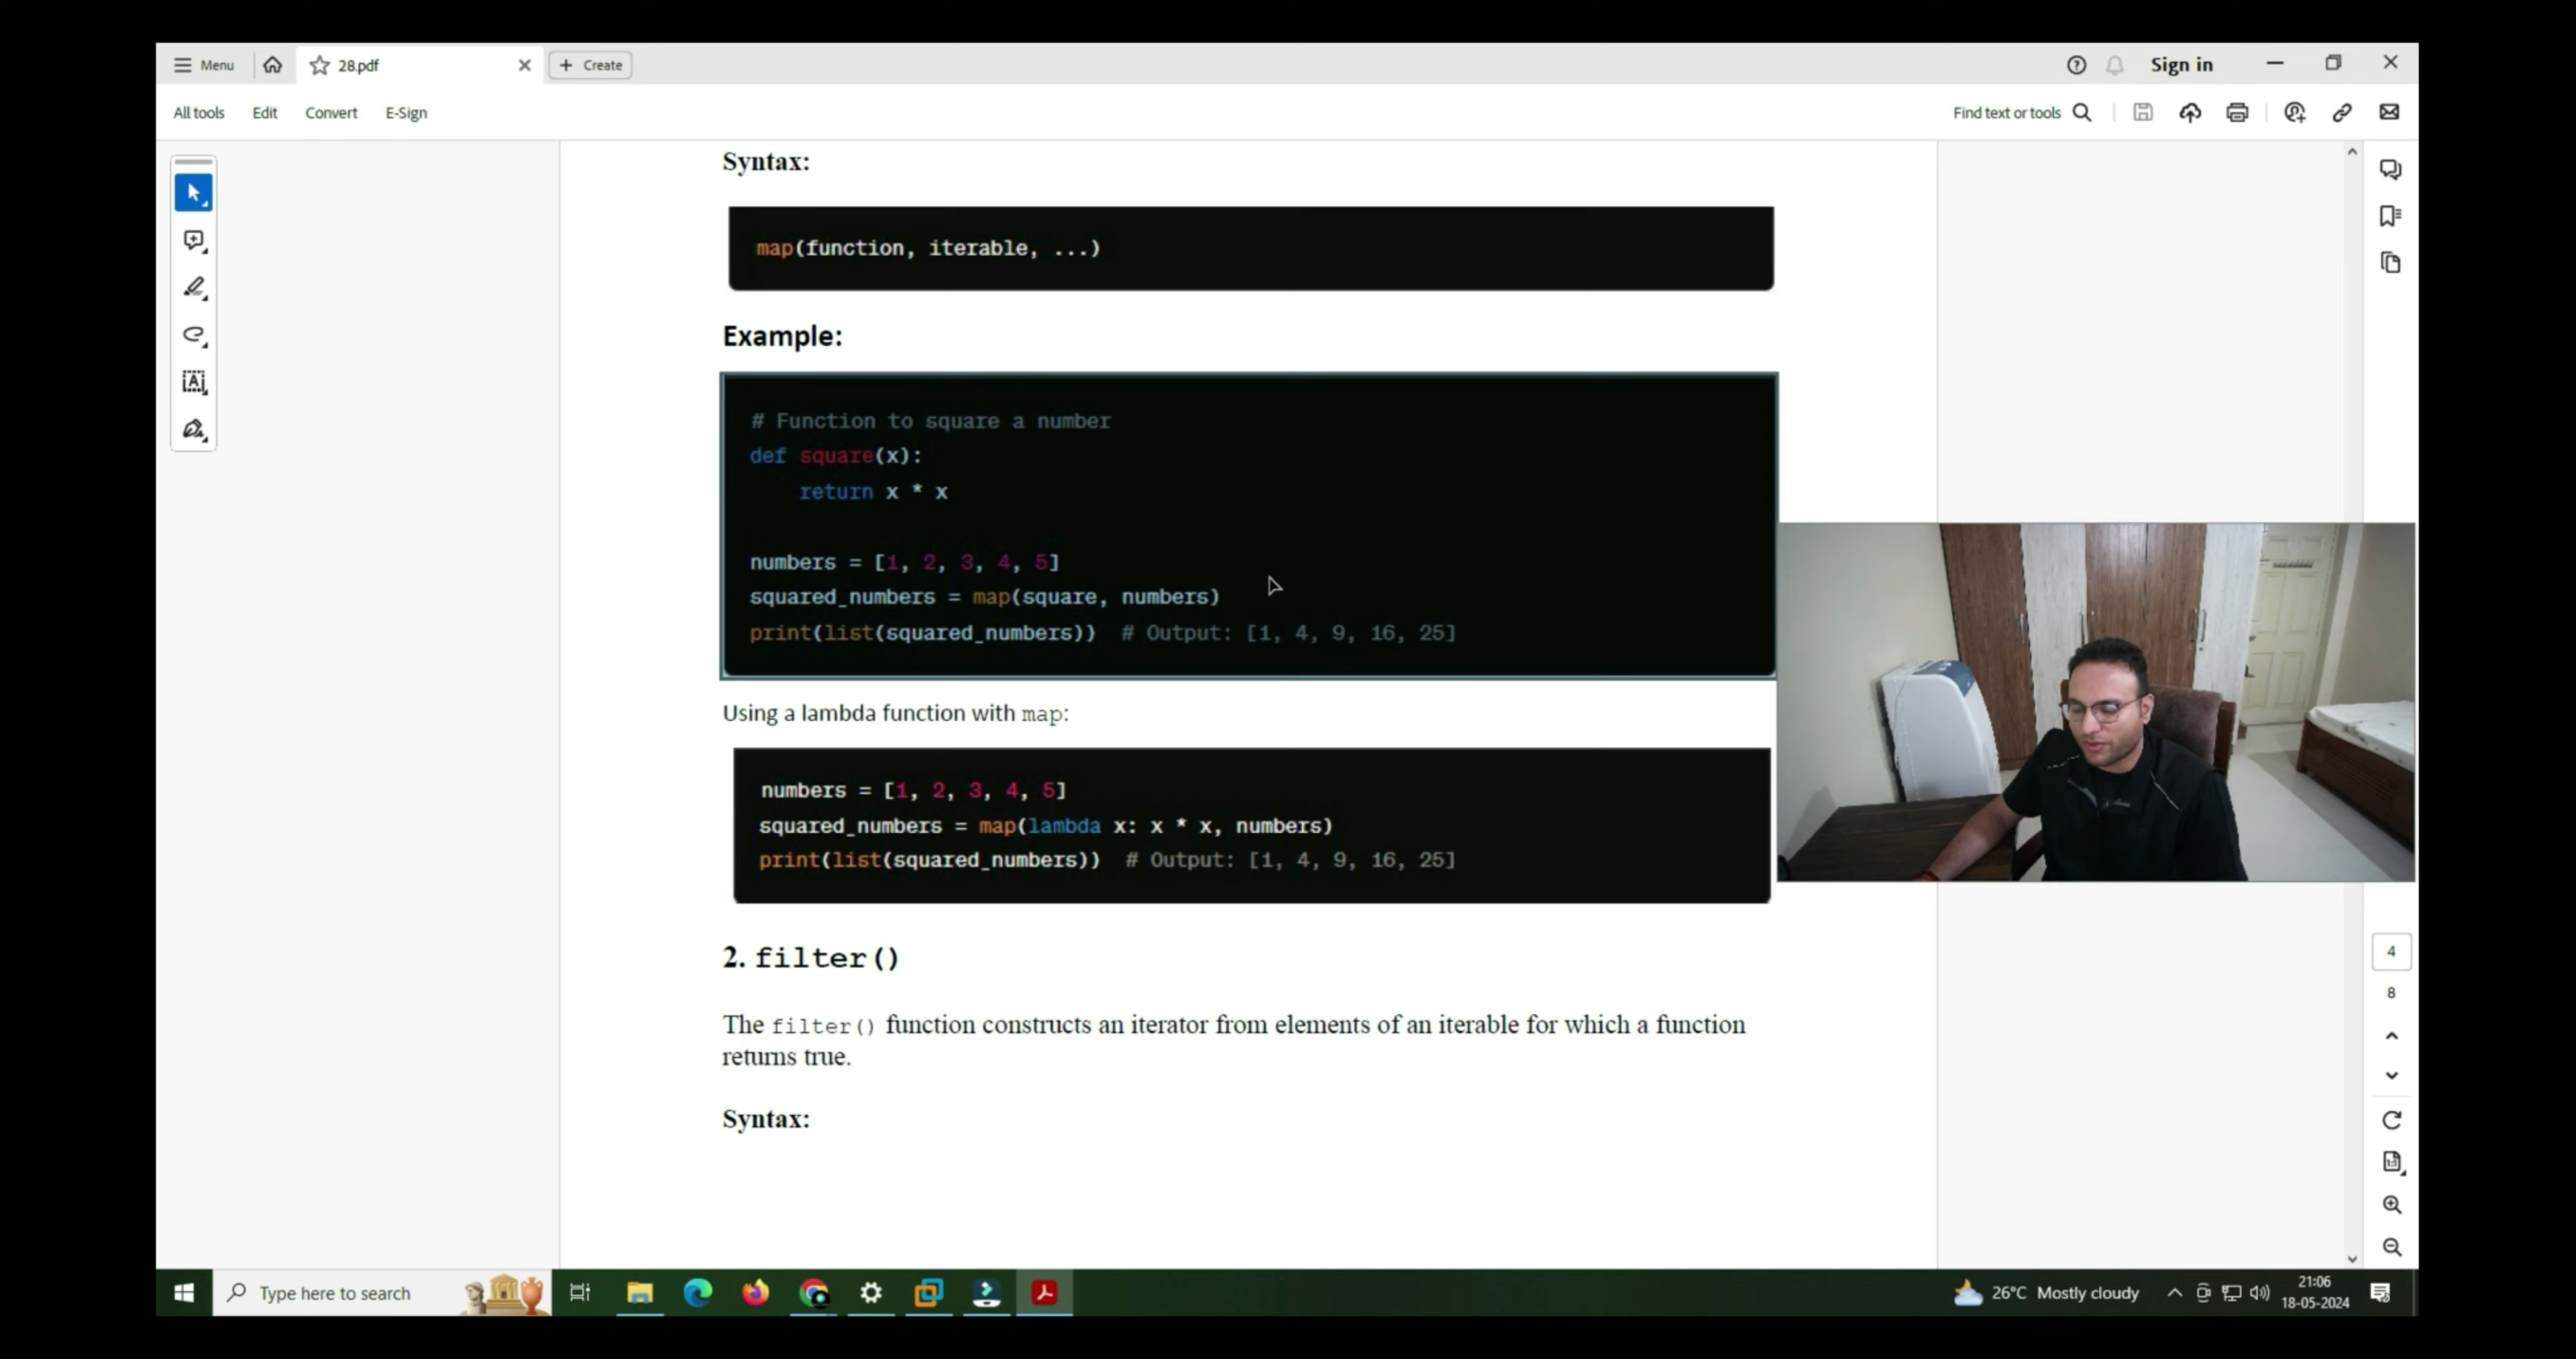 Menu
28.pdf
Create
Sign in
All tools Edit Convert E-Sign
Find text or tools
Syntax:
map(function, iterable, ...)
Example:
# Function to square a number
def square(x):
    return x * x
numbers = [1, 2, 3, 4, 5]
squared_numbers = map(square, numbers)
print(list(squared_numbers))  # Output: [1, 4, 9, 16, 25]
Using a lambda function with map:
numbers = [1, 2, 3, 4, 5]
squared_numbers = map(lambda x: x * x, numbers)
print(list(squared_numbers))  # Output: [1, 4, 9, 16, 25]
2. filter()
The filter() function constructs an iterator from elements of an iterable for which a function
returns true.
Syntax:
4
8
Type here to search
26°C Mostly cloudy
21:06
18-05-2024